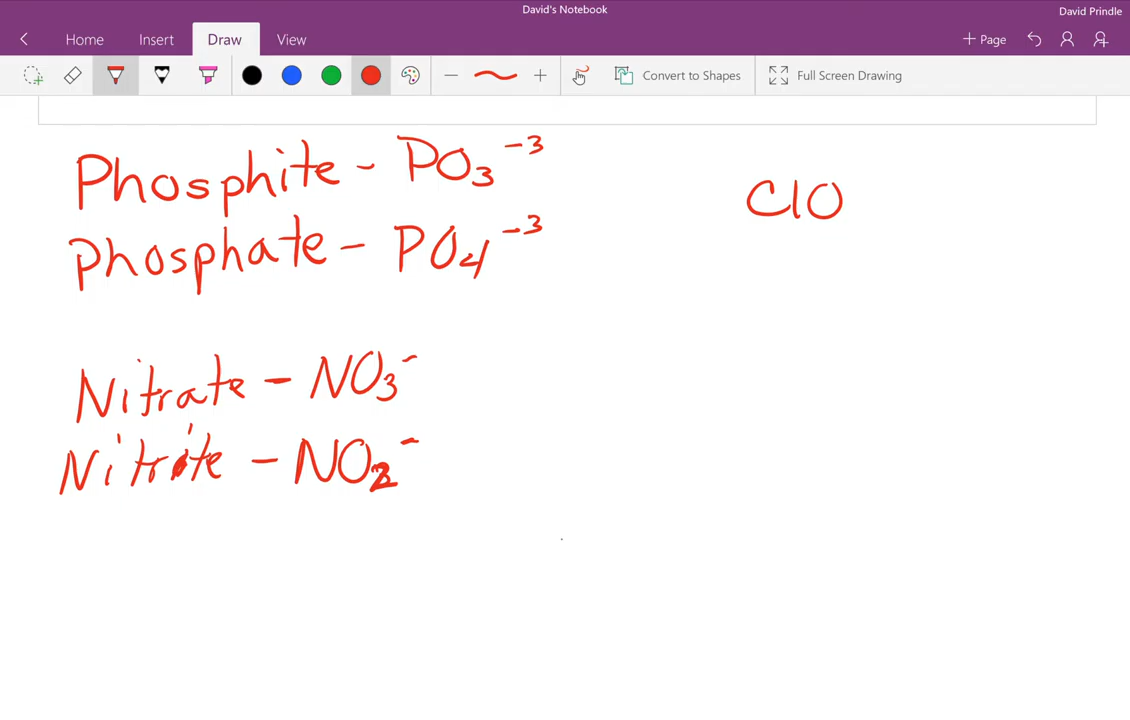 David's Notebook
David Prindle
Home Insert Draw View + Page
Convert to Shapes Full Screen Drawing
Phosphite - PO₃⁻³
Phosphate - PO₄⁻³
ClO
Nitrate - NO₃⁻
Nitrite - NO₂⁻